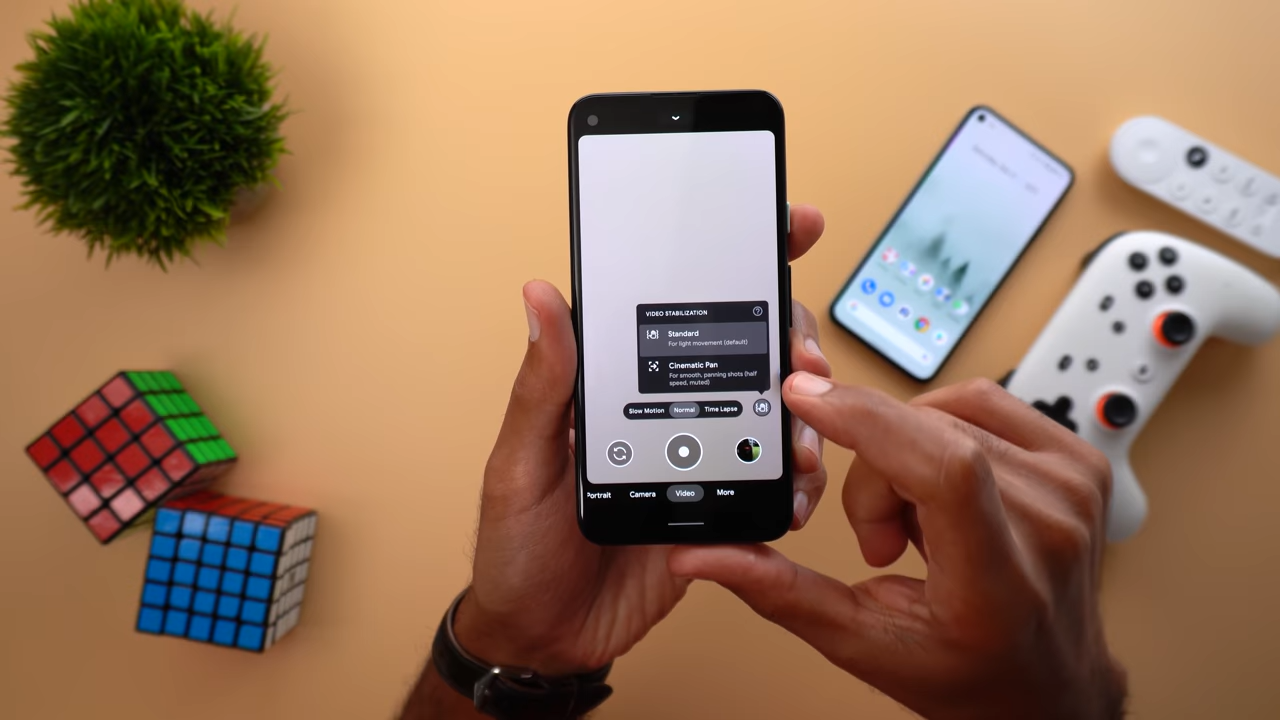 VIDEO STABILIZATION
Standard
For light movement (default)
Cinematic Pan
For smooth, panning shots (half
speed, muted)
Slow Motion Normal Time Lapse
Portrait Camera Video More